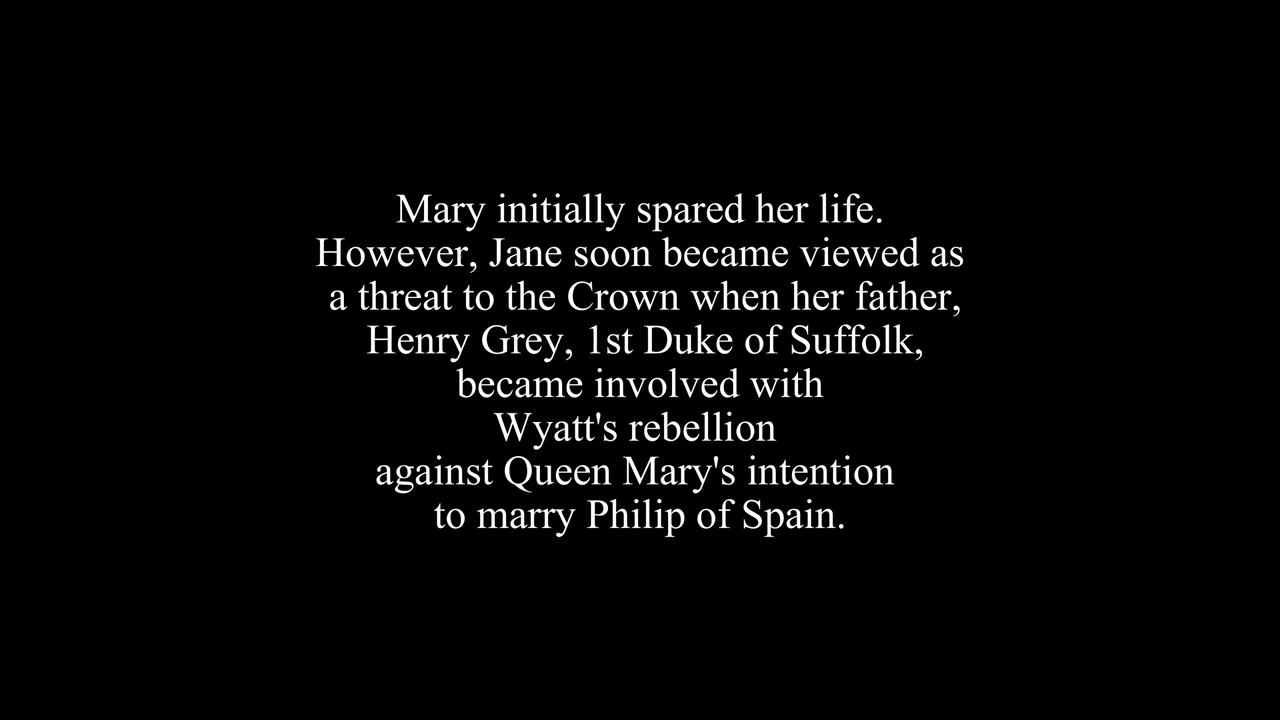 Mary initially spared her life.
However, Jane soon became viewed as
a threat to the Crown when her father,
Henry Grey, 1st Duke of Suffolk,
became involved with
Wyatt's rebellion
against Queen Mary's intention
to marry Philip of Spain.